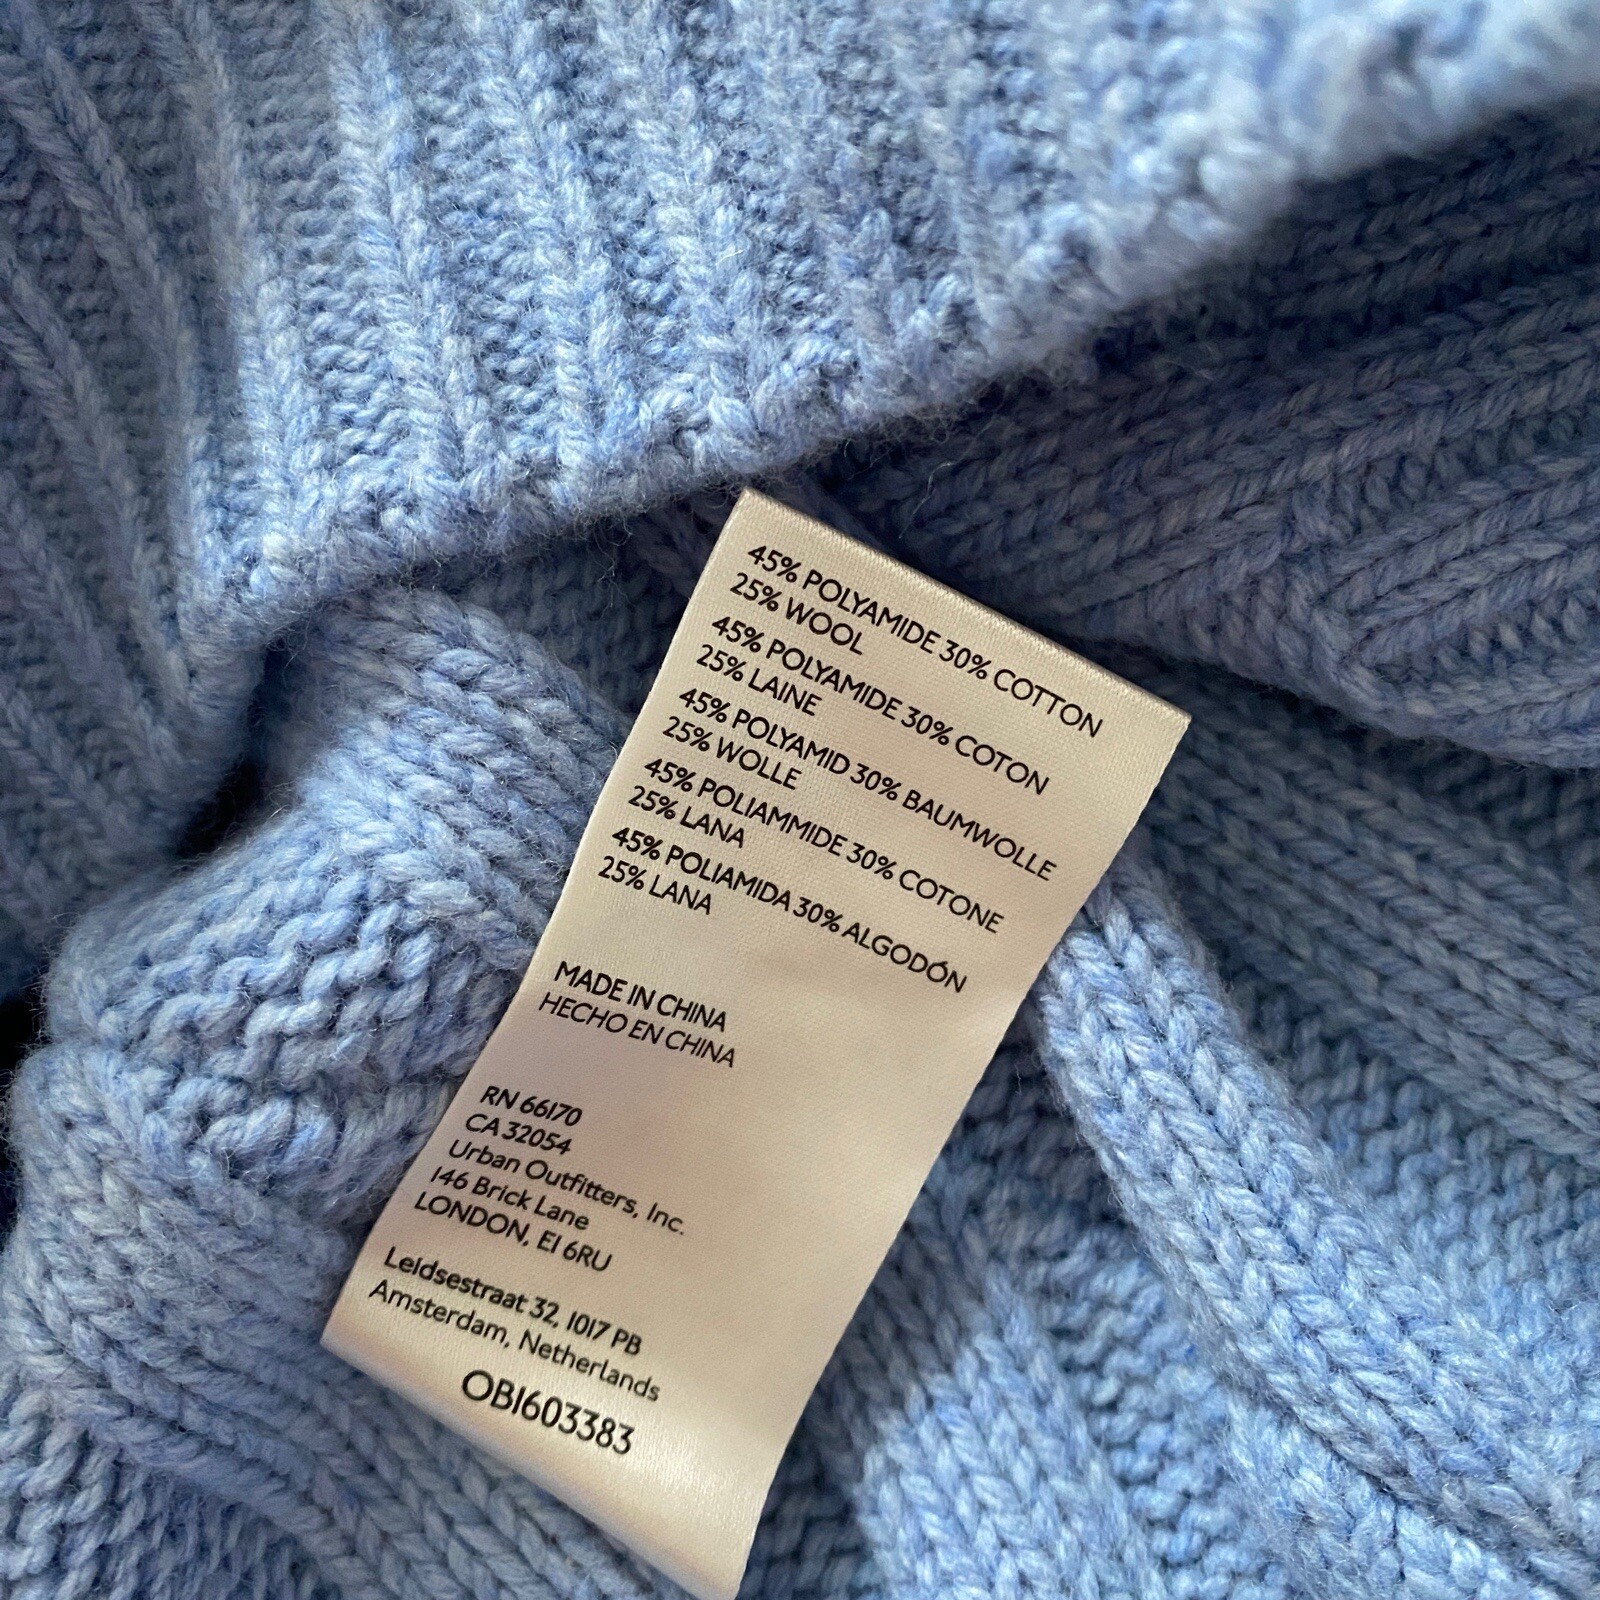 45% POLYAMIDE 30% COTTON
25% WOOL
45% POLYAMIDE 30% COTON
25% LAINE
45% POLYAMID 30% BAUMWOLLE
25% WOLLE
45% POLIAMMIDE 30% COTONE
25% LANA
45% POLIAMIDA 30% ALGODÓN
25% LANA
MADE IN CHINA
HECHO EN CHINA
RN 66170
CA 32054
Urban Outfitters, Inc.
146 Brick Lane
LONDON, E1 6RU
Leidsestraat 32, 1017 PB
Amsterdam, Netherlands
OB1603383